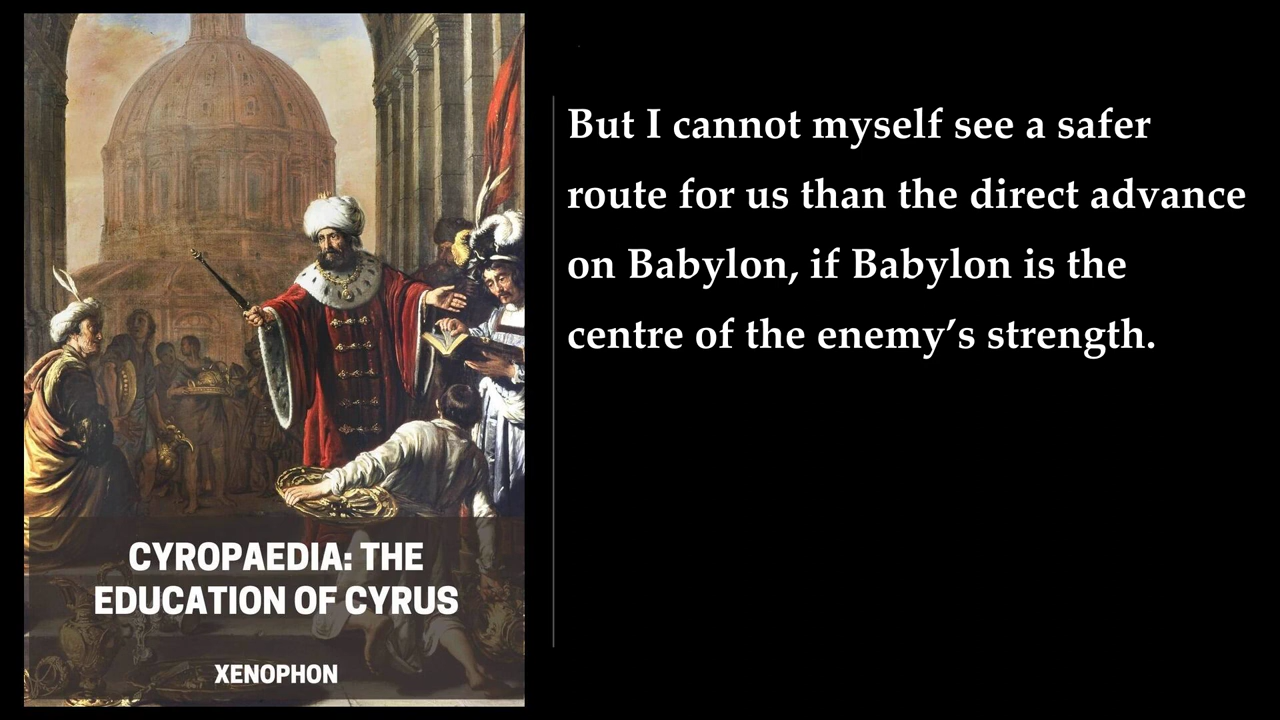 But I cannot myself see a safer
route for us than the direct advance
on Babylon, if Babylon is the
centre of the enemy’s strength.
CYROPAEDIA: THE
EDUCATION OF CYRUS
XENOPHON